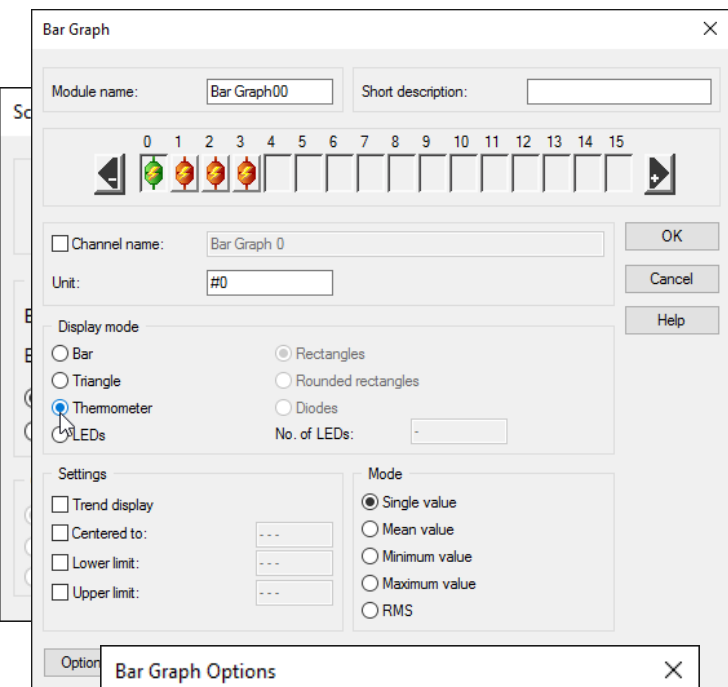 Bar Graph
Module name: Bar Graph00 Short description:
Sc
0 1 2 3 4 5 6 7 8 9 10 11 12 13 14 15
- +
Channel name: Bar Graph 0 OK
Unit: #0 Cancel
Help
Display mode
Bar Rectangles
Triangle Rounded rectangles
Thermometer Diodes
LEDs No. of LEDs: -
Settings Mode
Trend display Single value
Centered to: --- Mean value
Lower limit: --- Minimum value
Upper limit: --- Maximum value
RMS
Option
Bar Graph Options